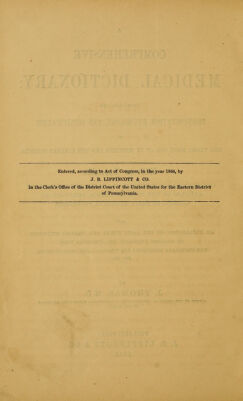 Entered, according to Act of Congress, in the year 1864, by
J. B. LIPPINCOTT & CO.
In the Clerk's Office of the District Court of the United States for the Eastern District
of Pennsylvania.